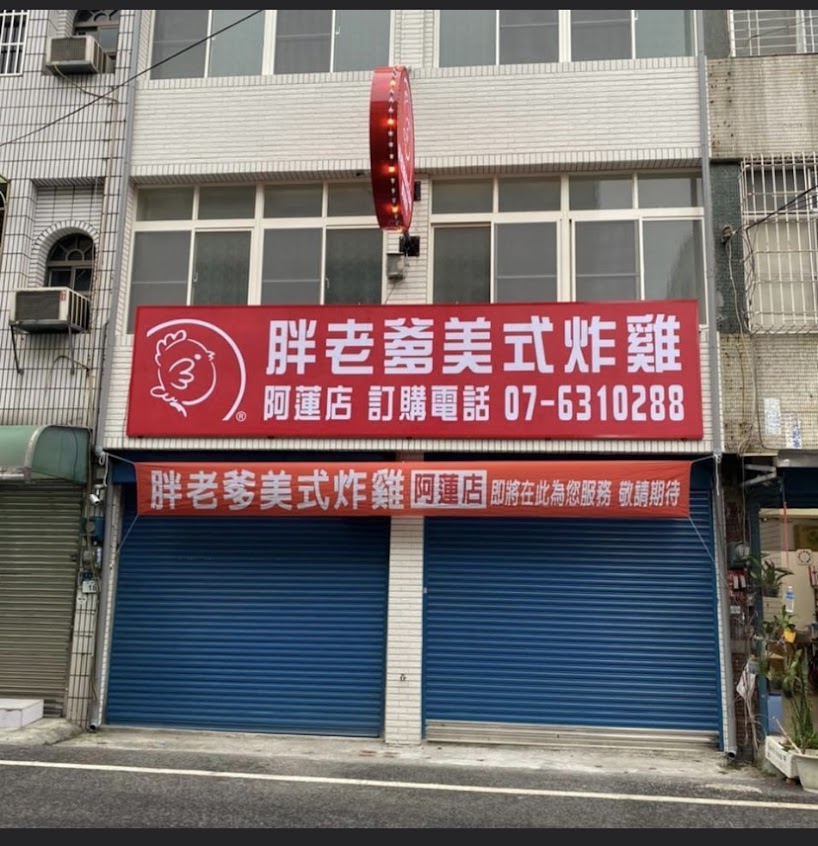 胖老爹美式炸雞
阿蓮店 訂購電話 07-6310288
®
胖老爹美式炸雞 阿蓮店 即將在此為您服務 敬請期待